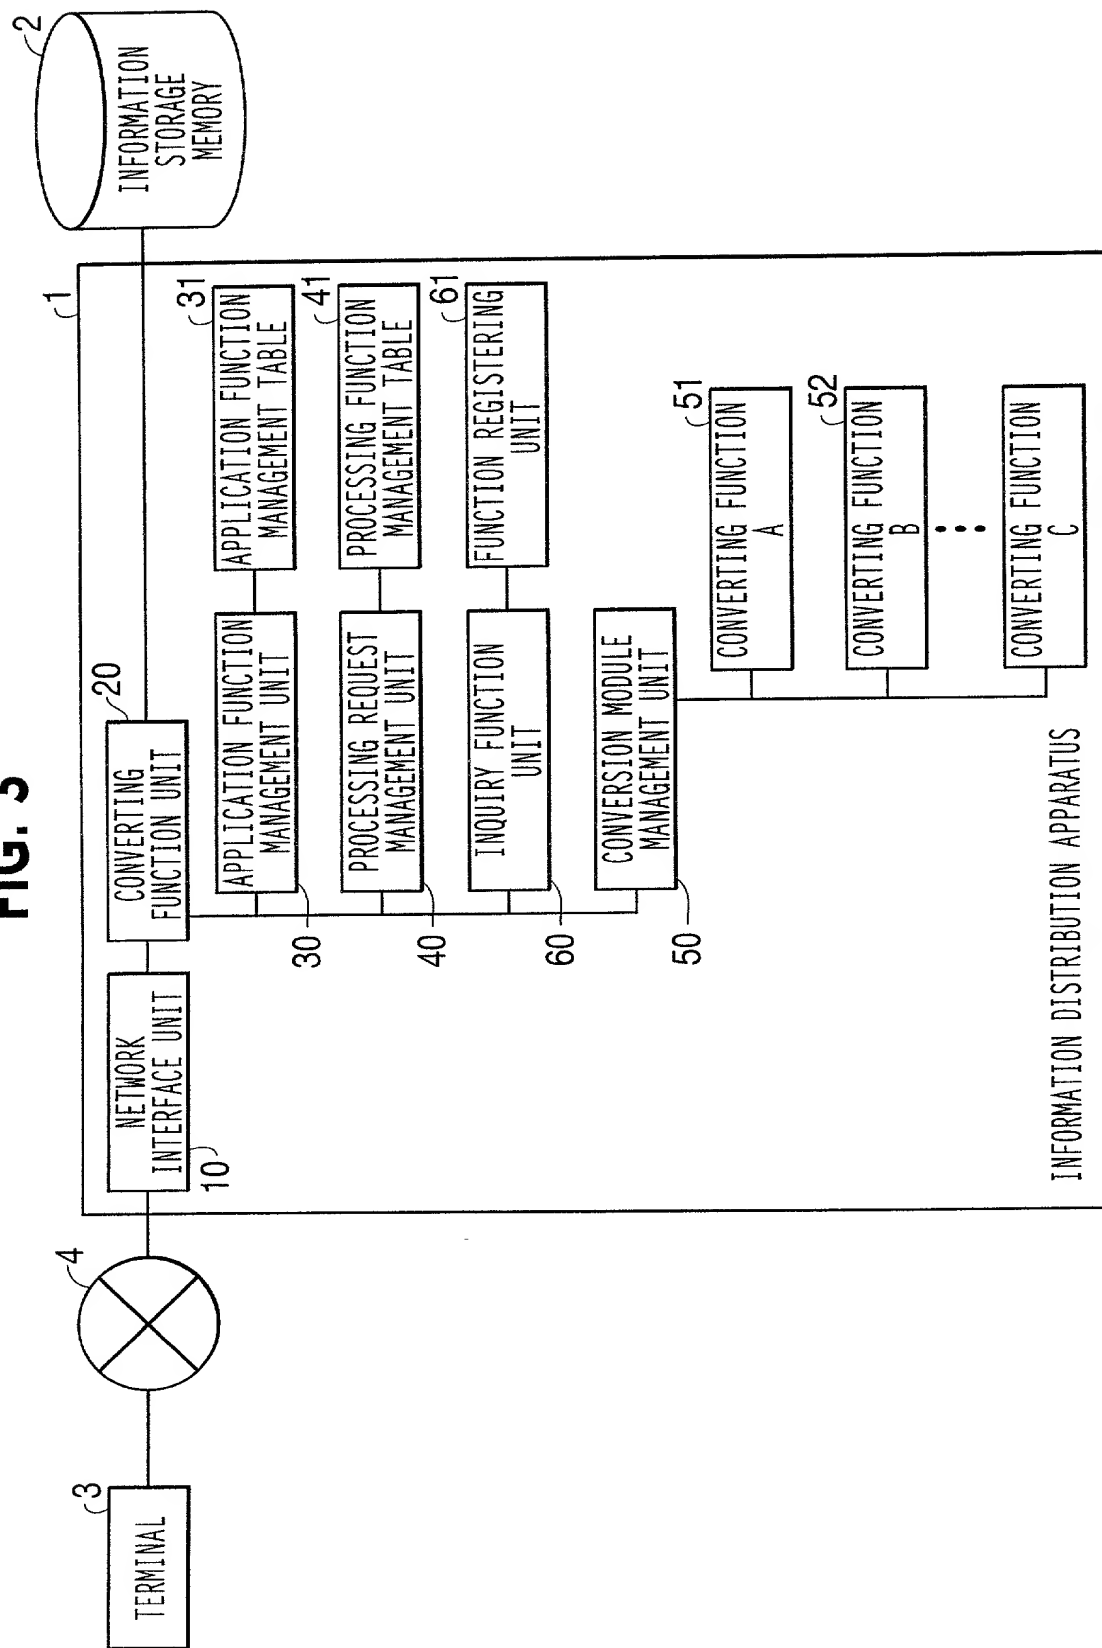 FIG.
3
TERMINAL
4
1
NETWORK
INTERFACE UNIT
10
20
CONVERTING
FUNCTION UNIT
2
INFORMATION
STORAGE
MEMORY
30
APPLICATION FUNCTION
MANAGEMENT UNIT
31
APPLICATION FUNCTION
MANAGEMENT TABLE
40
PROCESSING REQUEST
MANAGEMENT UNIT
41
PROCESSING FUNCTION
MANAGEMENT TABLE
60
INQUIRY FUNCTION
UNIT
61
FUNCTION REGISTERING
UNIT
50
CONVERSION MODULE
MANAGEMENT UNIT
51
CONVERTING FUNCTION
A
52
CONVERTING FUNCTION
B
CONVERTING FUNCTION
C
INFORMATION DISTRIBUTION APPARATUS